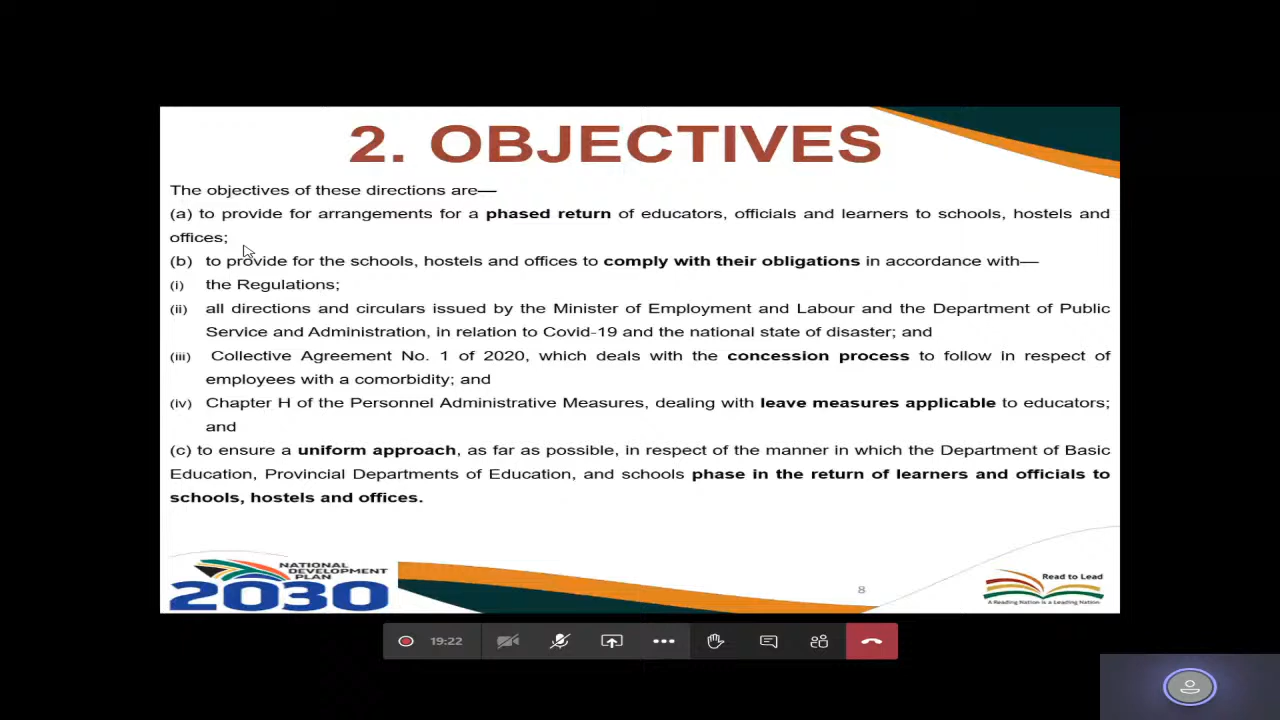 2. OBJECTIVES
The objectives of these directions are—
(a) to provide for arrangements for a phased return of educators, officials and learners to schools, hostels and
offices;
(b) to provide for the schools, hostels and offices to comply with their obligations in accordance with—
(i) the Regulations;
(ii) all directions and circulars issued by the Minister of Employment and Labour and the Department of Public
Service and Administration, in relation to Covid-19 and the national state of disaster; and
(iii) Collective Agreement No. 1 of 2020, which deals with the concession process to follow in respect of
employees with a comorbidity; and
(iv) Chapter H of the Personnel Administrative Measures, dealing with leave measures applicable to educators;
and
(c) to ensure a uniform approach, as far as possible, in respect of the manner in which the Department of Basic
Education, Provincial Departments of Education, and schools phase in the return of learners and officials to
schools, hostels and offices.
NATIONAL
DEVELOPMENT
PLAN
2030
8
Read to Lead
A Reading Nation is a Leading Nation
19:22